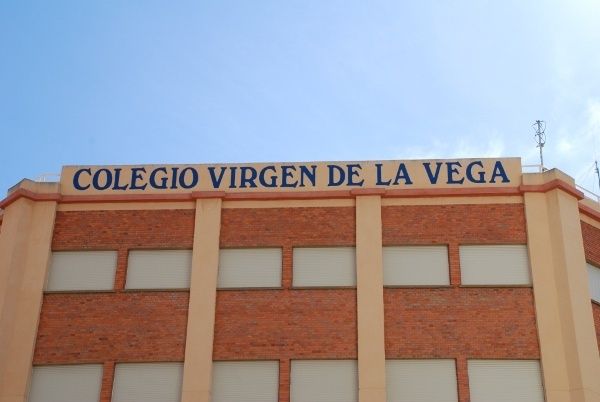 COLEGIO VIRGEN DE LA VEGA